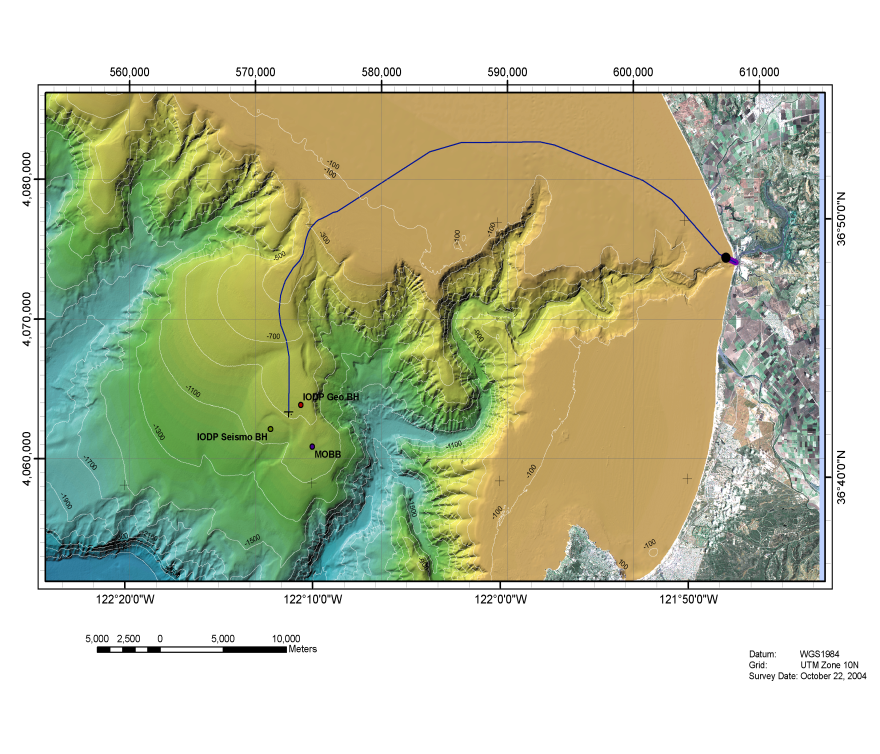 560,000 570,000 580,000 590,000 600,000 610,000
4,080,000
36°50'0"N
-100
-100
-100
-100
-300
-500
4,070,000
-700
-900
-1100
IODP Geo BH
-1300
IODP Seismo BH
MOBB
-1100
4,060,000
-1700
-100
36°40'0"N
-1900
-100
-1500
-100
122°20'0"W 122°10'0"W 122°0'0"W 121°50'0"W
5,000 2,500 0 5,000 10,000
Meters
Datum: WGS1984
Grid: UTM Zone 10N
Survey Date: October 22, 2004